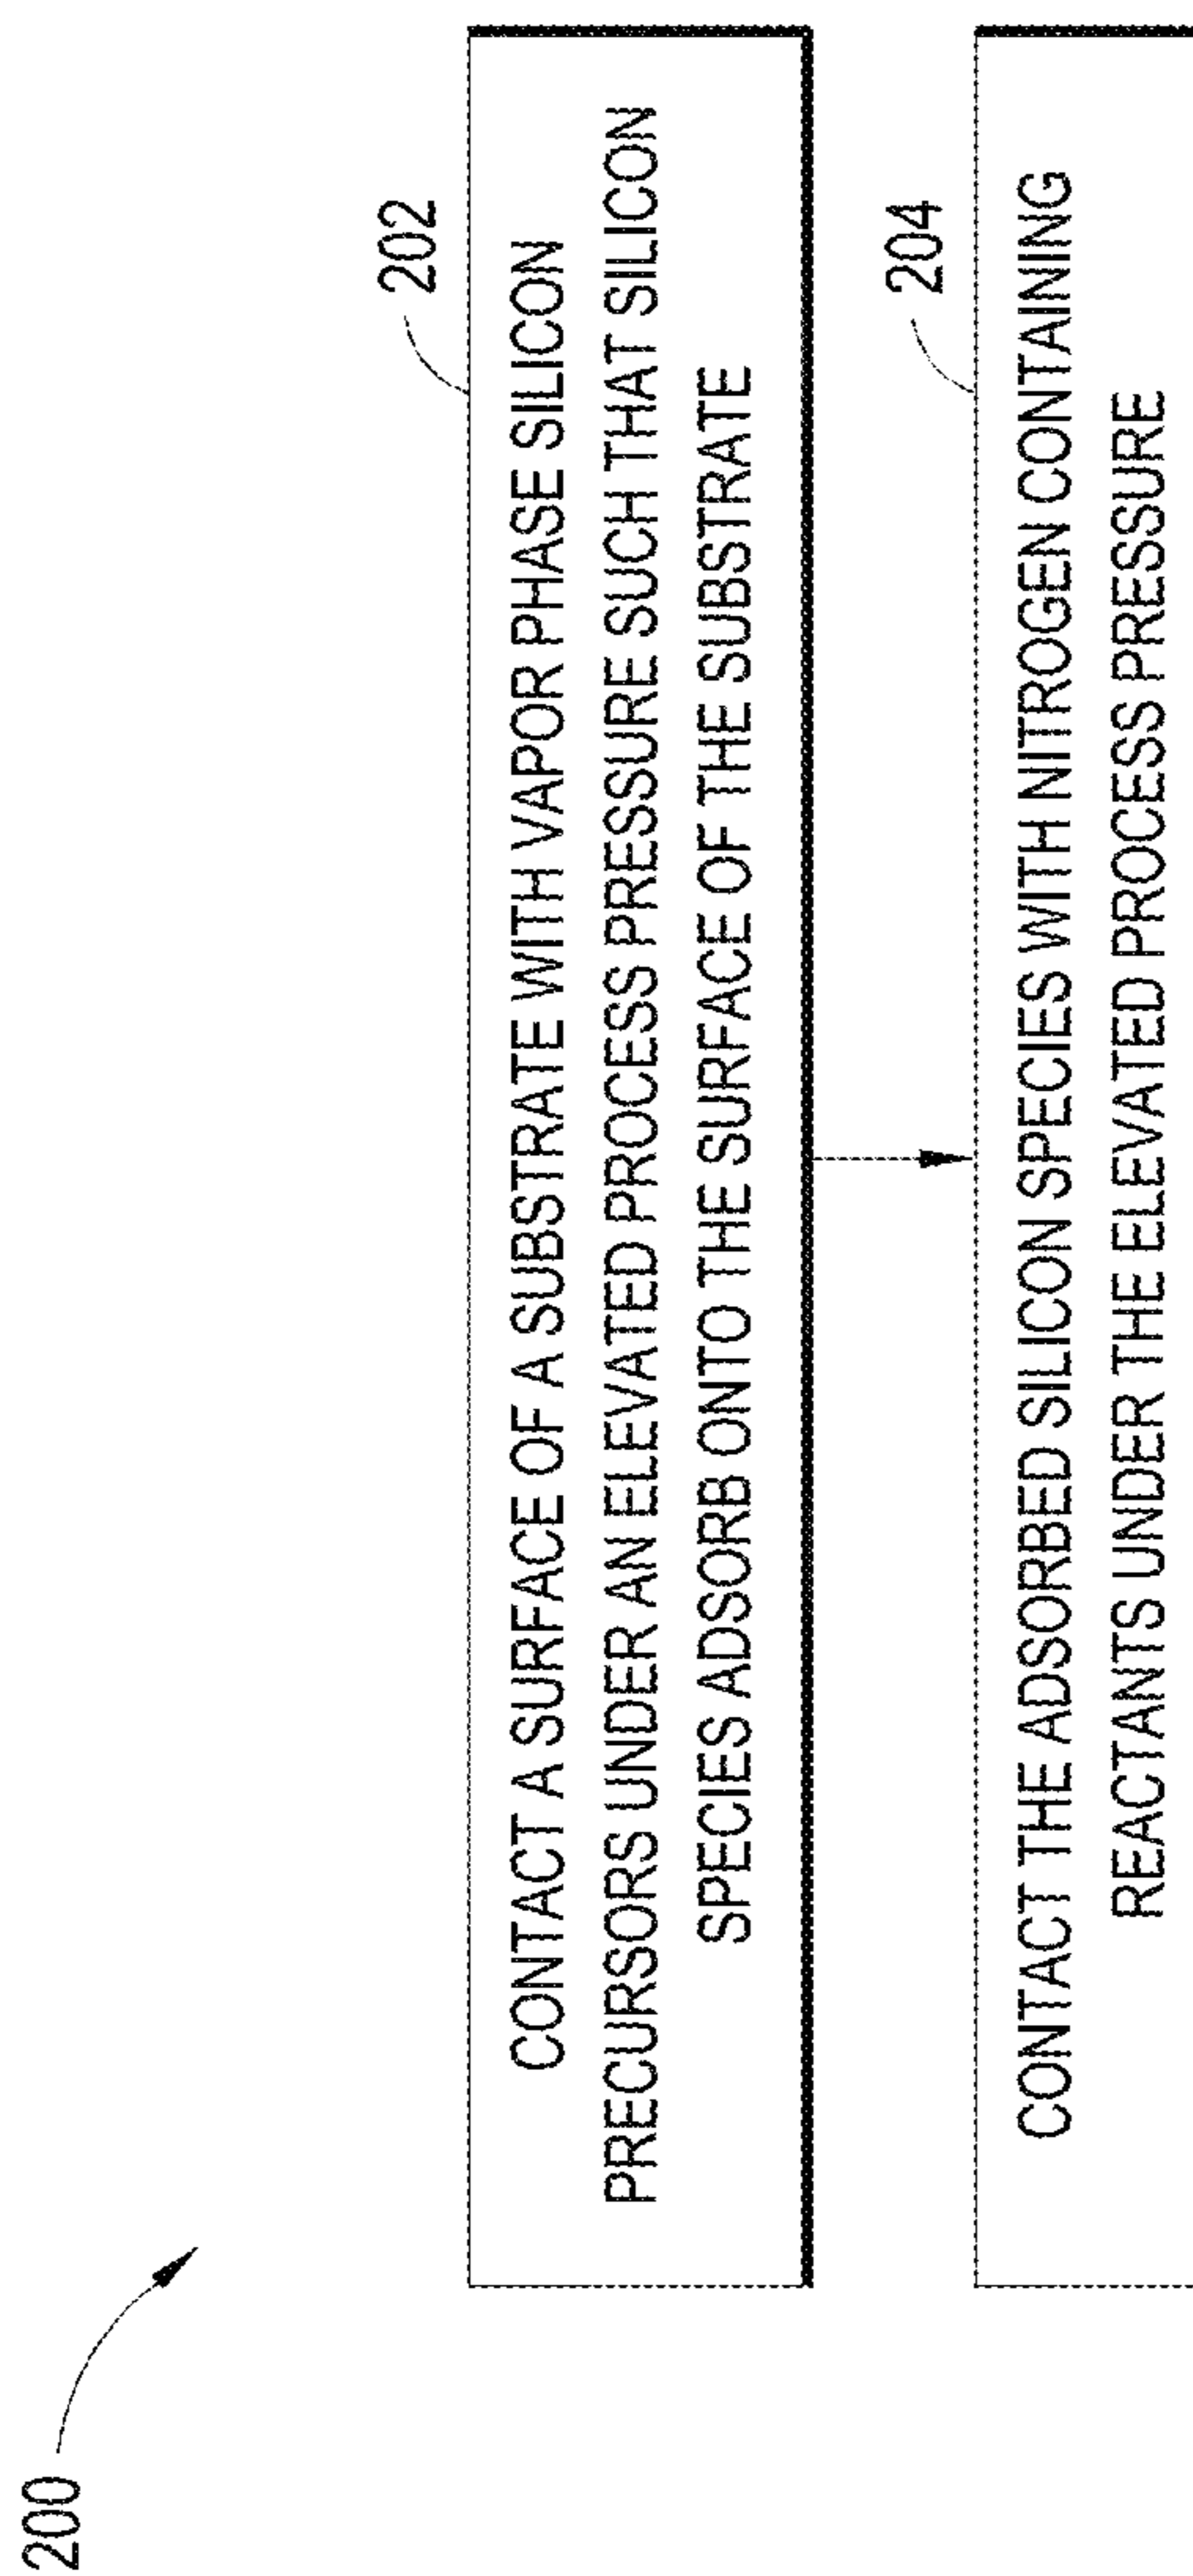 200
202
CONTACT A SURFACE OF A SUBSTRATE WITH VAPOR PHASE SILICON
PRECURSORS UNDER AN ELEVATED PROCESS PRESSURE SUCH THAT SILICON
SPECIES ADSORB ONTO THE SURFACE OF THE SUBSTRATE
204
CONTACT THE ADSORBED SILICON SPECIES WITH NITROGEN CONTAINING
REACTANTS UNDER THE ELEVATED PROCESS PRESSURE